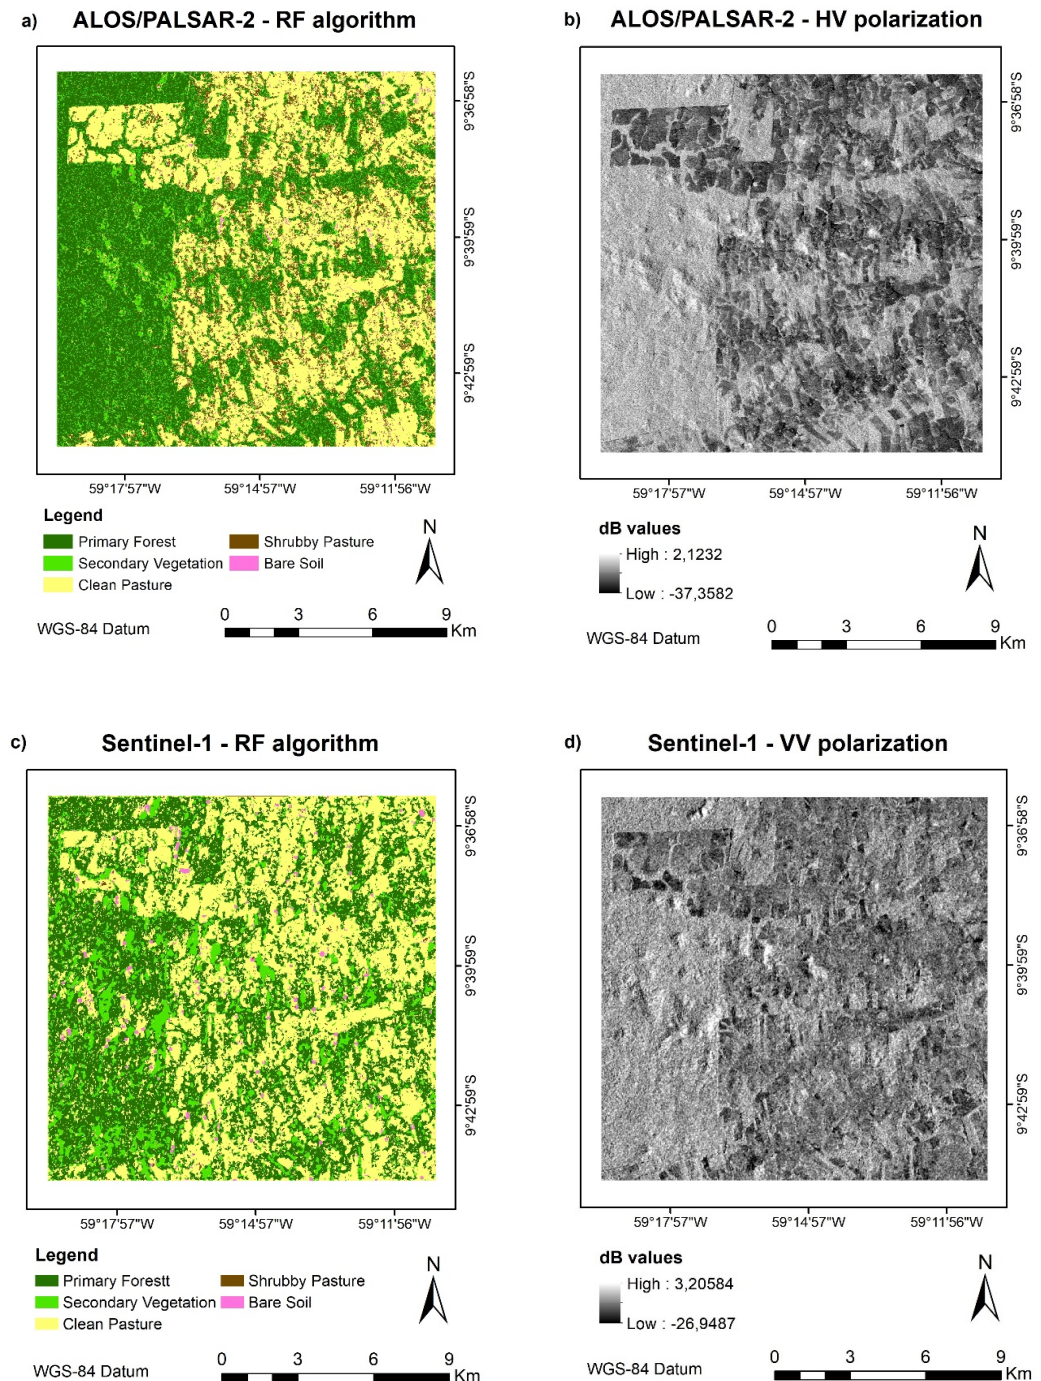 a) ALOS/PALSAR-2 - RF algorithm
9°36'58"S
9°39'59"S
9°42'59"S
59°17'57"W 59°14'57"W 59°11'56"W
Legend
Primary Forest
Secondary Vegetation
Clean Pasture
Shrubby Pasture
Bare Soil
N
WGS-84 Datum
0 3 6 9
Km
b) ALOS/PALSAR-2 - HV polarization
9°36'58"S
9°39'59"S
9°42'59"S
59°17'57"W 59°14'57"W 59°11'56"W
dB values
High : 2,1232
Low : -37,3582
N
WGS-84 Datum
0 3 6 9
Km
c) Sentinel-1 - RF algorithm
9°36'58"S
9°39'59"S
9°42'59"S
59°17'57"W 59°14'57"W 59°11'56"W
Legend
Primary Forestt
Secondary Vegetation
Clean Pasture
Shrubby Pasture
Bare Soil
N
WGS-84 Datum
0 3 6 9
Km
d) Sentinel-1 - VV polarization
9°36'58"S
9°39'59"S
9°42'59"S
59°17'57"W 59°14'57"W 59°11'56"W
dB values
High : 3,20584
Low : -26,9487
N
WGS-84 Datum
0 3 6 9
Km